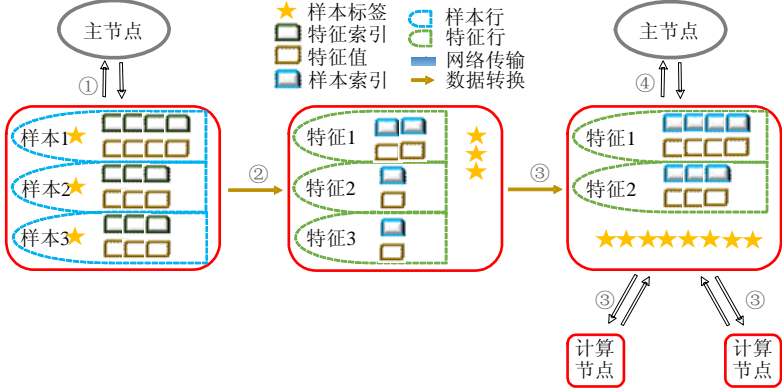 主节点
样本标签
特征索引
特征值
样本索引
样本行
特征行
网络传输
数据转换
主节点
①
④
样本1
样本2
样本3
②
特征1
特征2
特征3
③
特征1
特征2
③
③
计算
节点
计算
节点